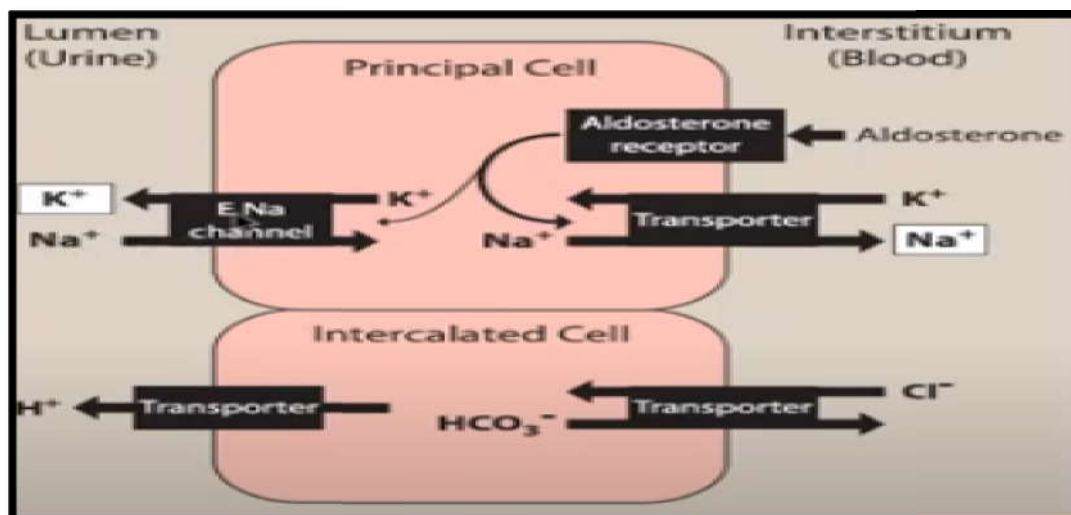 Lumen
(Urine)
Interstitium
(Blood)
Principal Cell
Aldosterone
receptor
Aldosterone
K⁺
K⁺
K⁺
E Na
channel
Transporter
Na⁺
Na⁺
Na⁺
Intercalated Cell
H⁺
Transporter
HCO₃⁻
Transporter
Cl⁻